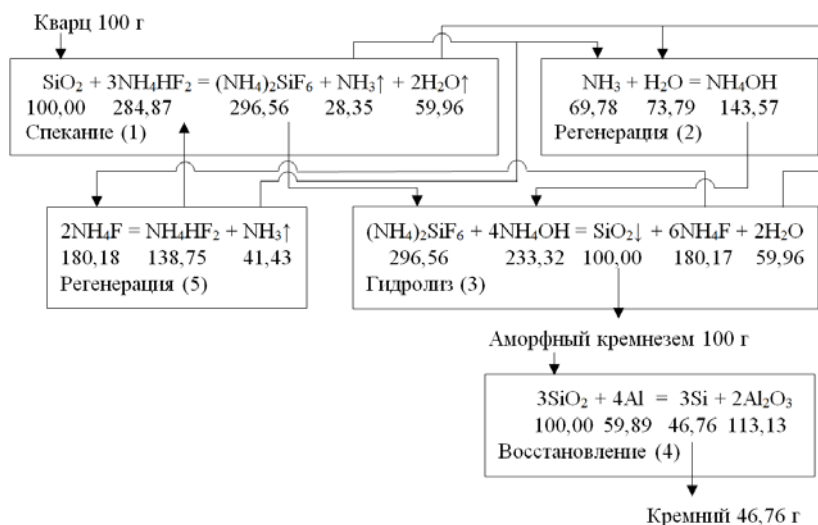 Кварц 100 г
SiO₂ + 3NH₄HF₂ = (NH₄)₂SiF₆ + NH₃↑ + 2H₂O↑
100,00 284,87 296,56 28,35 59,96
Спекание (1)
NH₃ + H₂O = NH₄OH
69,78 73,79 143,57
Регенерация (2)
2NH₄F = NH₄HF₂ + NH₃↑
180,18 138,75 41,43
Регенерация (5)
(NH₄)₂SiF₆ + 4NH₄OH = SiO₂↓ + 6NH₄F + 2H₂O
296,56 233,32 100,00 180,17 59,96
Гидролиз (3)
Аморфный кремнезем 100 г
3SiO₂ + 4Al = 3Si + 2Al₂O₃
100,00 59,89 46,76 113,13
Восстановление (4)
Кремний 46,76 г